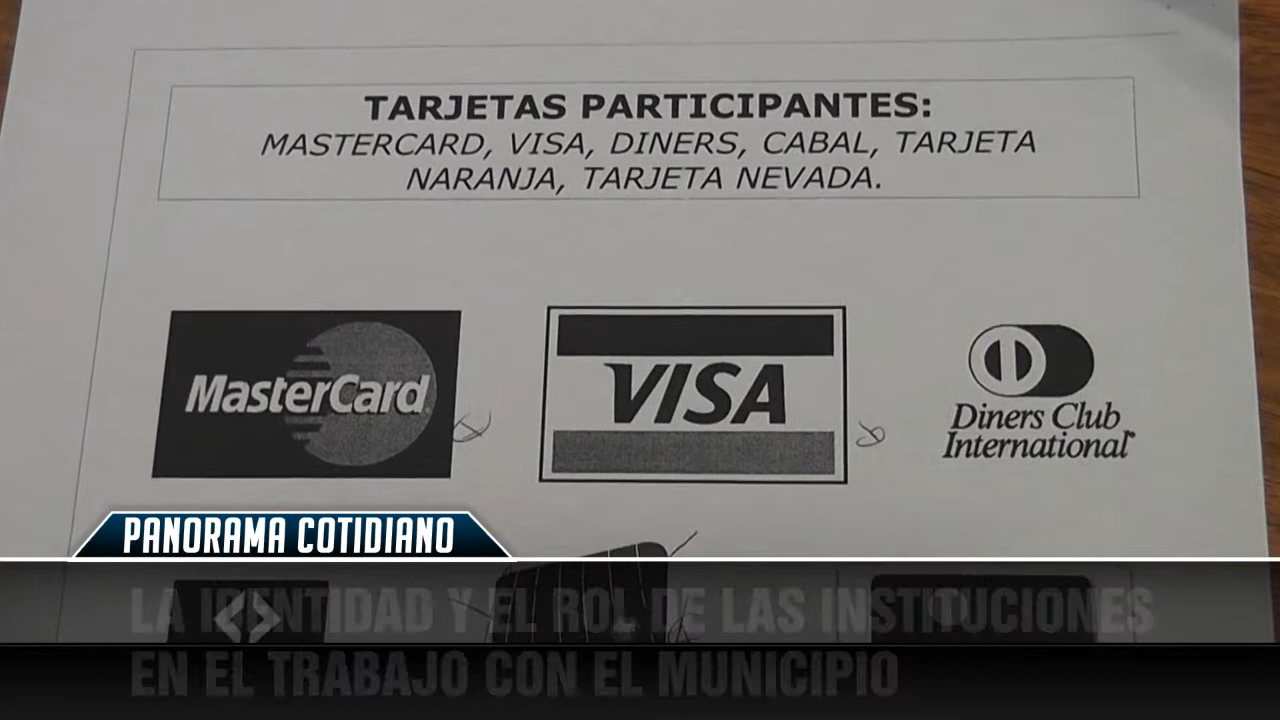 TARJETAS PARTICIPANTES:
MASTERCARD, VISA, DINERS, CABAL, TARJETA
NARANJA, TARJETA NEVADA.
MasterCard
VISA
Diners Club
International
PANORAMA COTIDIANO
LA IDENTIDAD Y EL ROL DE LAS INSTITUCIONES
EN EL TRABAJO CON EL MUNICIPIO